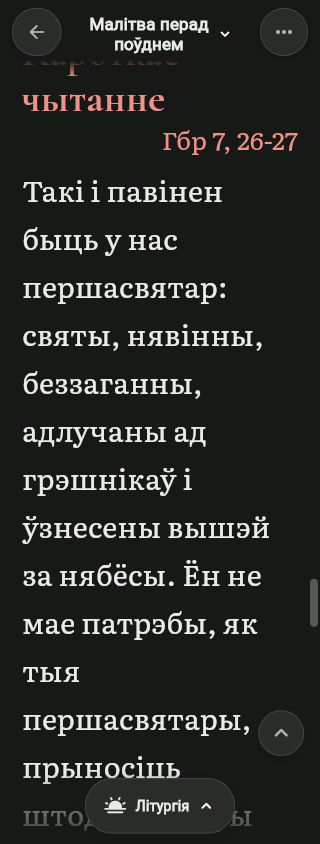 Малітва перад
поўднем
чытанне
Гбр 7, 26-27
Такі і павінен
быць у нас
першасвятар:
святы, нявінны,
беззаганны,
адлучаны ад
грэшнікаў і
ўзнесены вышэй
за нябёсы. Ён не
мае патрэбы, як
тыя
першасвятары,
прыносіць
Літургія